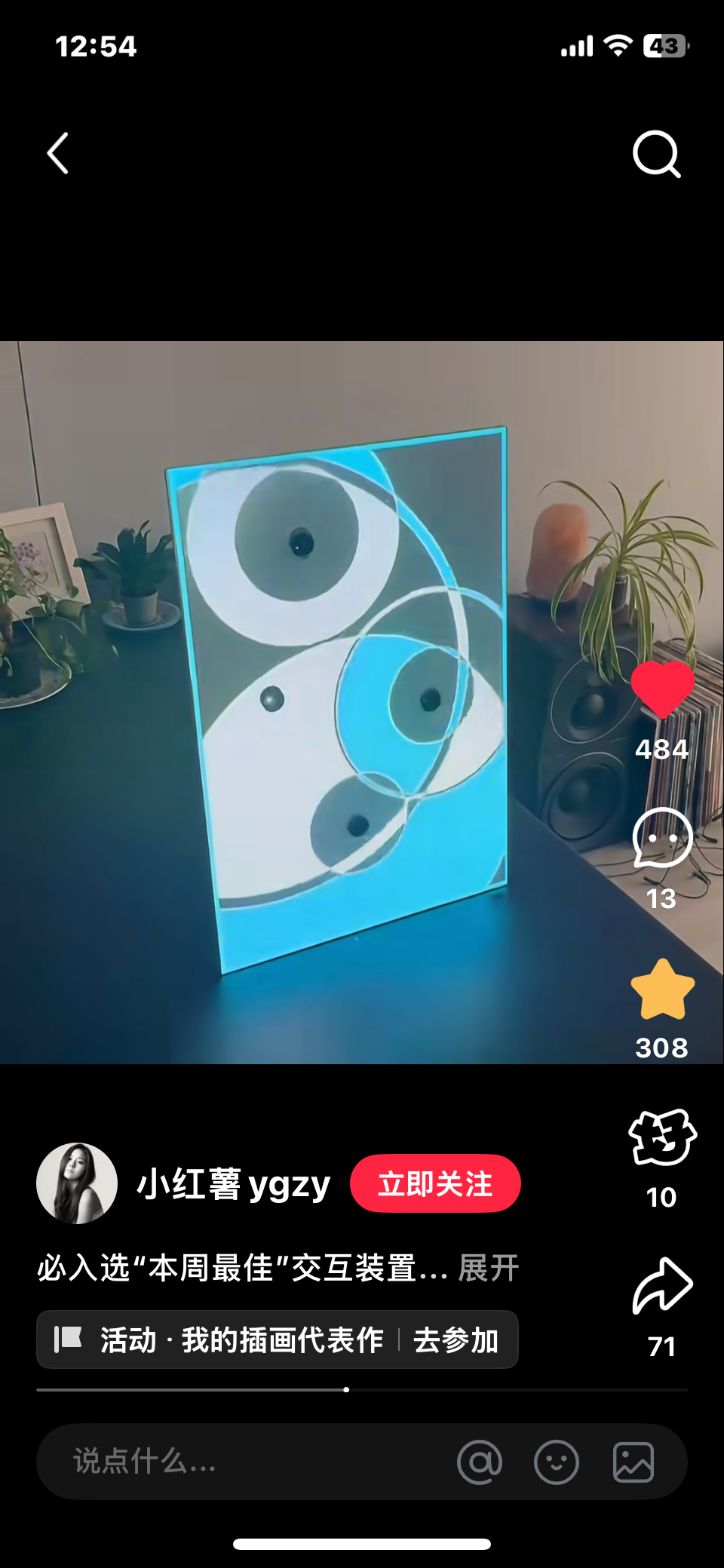 12:54
43
484
13
308
10
小红薯ygzy
立即关注
必入选“本周最佳”交互装置... 展开
71
活动 · 我的插画代表作 | 去参加
说点什么...